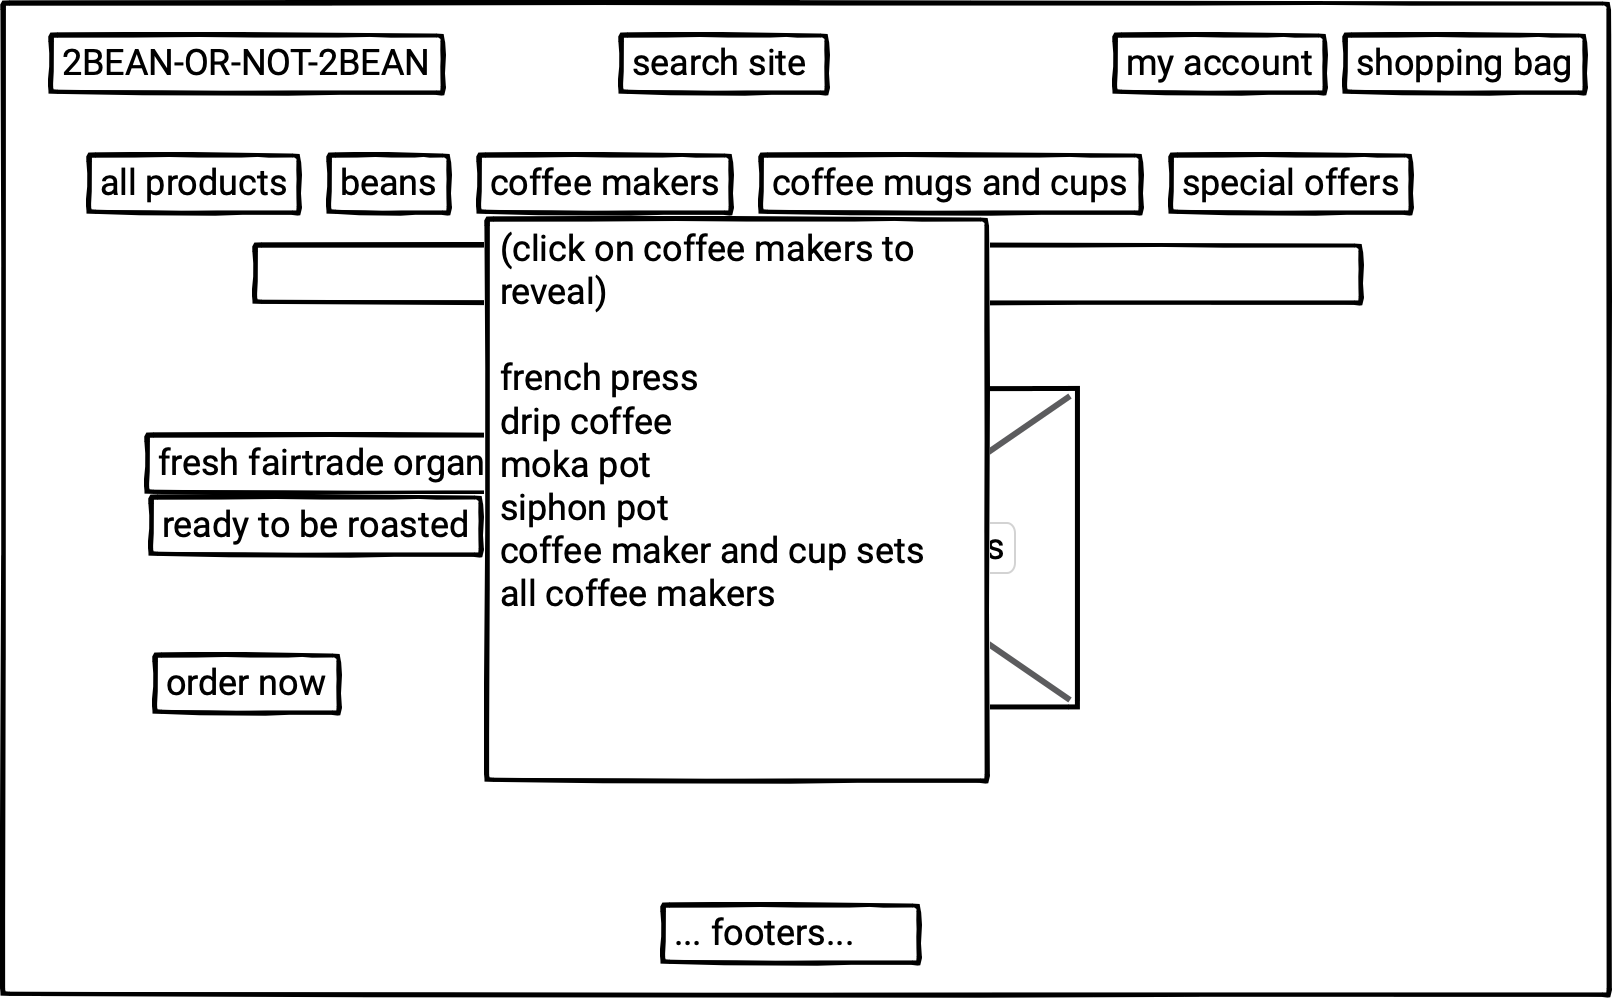 2BEAN-OR-NOT-2BEAN
search site
my account
shopping bag
all products
beans
coffee makers
coffee mugs and cups
special offers
(click on coffee makers to
reveal)
french press
drip coffee
moka pot
siphon pot
coffee maker and cup sets
all coffee makers
fresh fairtrade organ
ready to be roasted
s
order now
... footers...